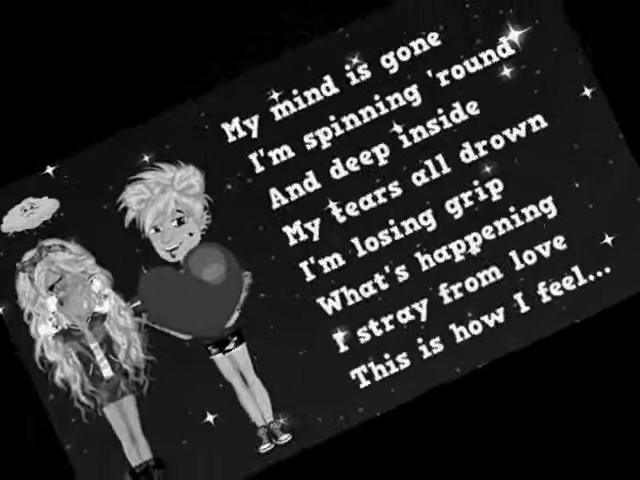 My mind is gone
I'm spinning 'round
And deep inside
My tears all drown
I'm losing grip
What's happening
I stray from love
This is how I feel...